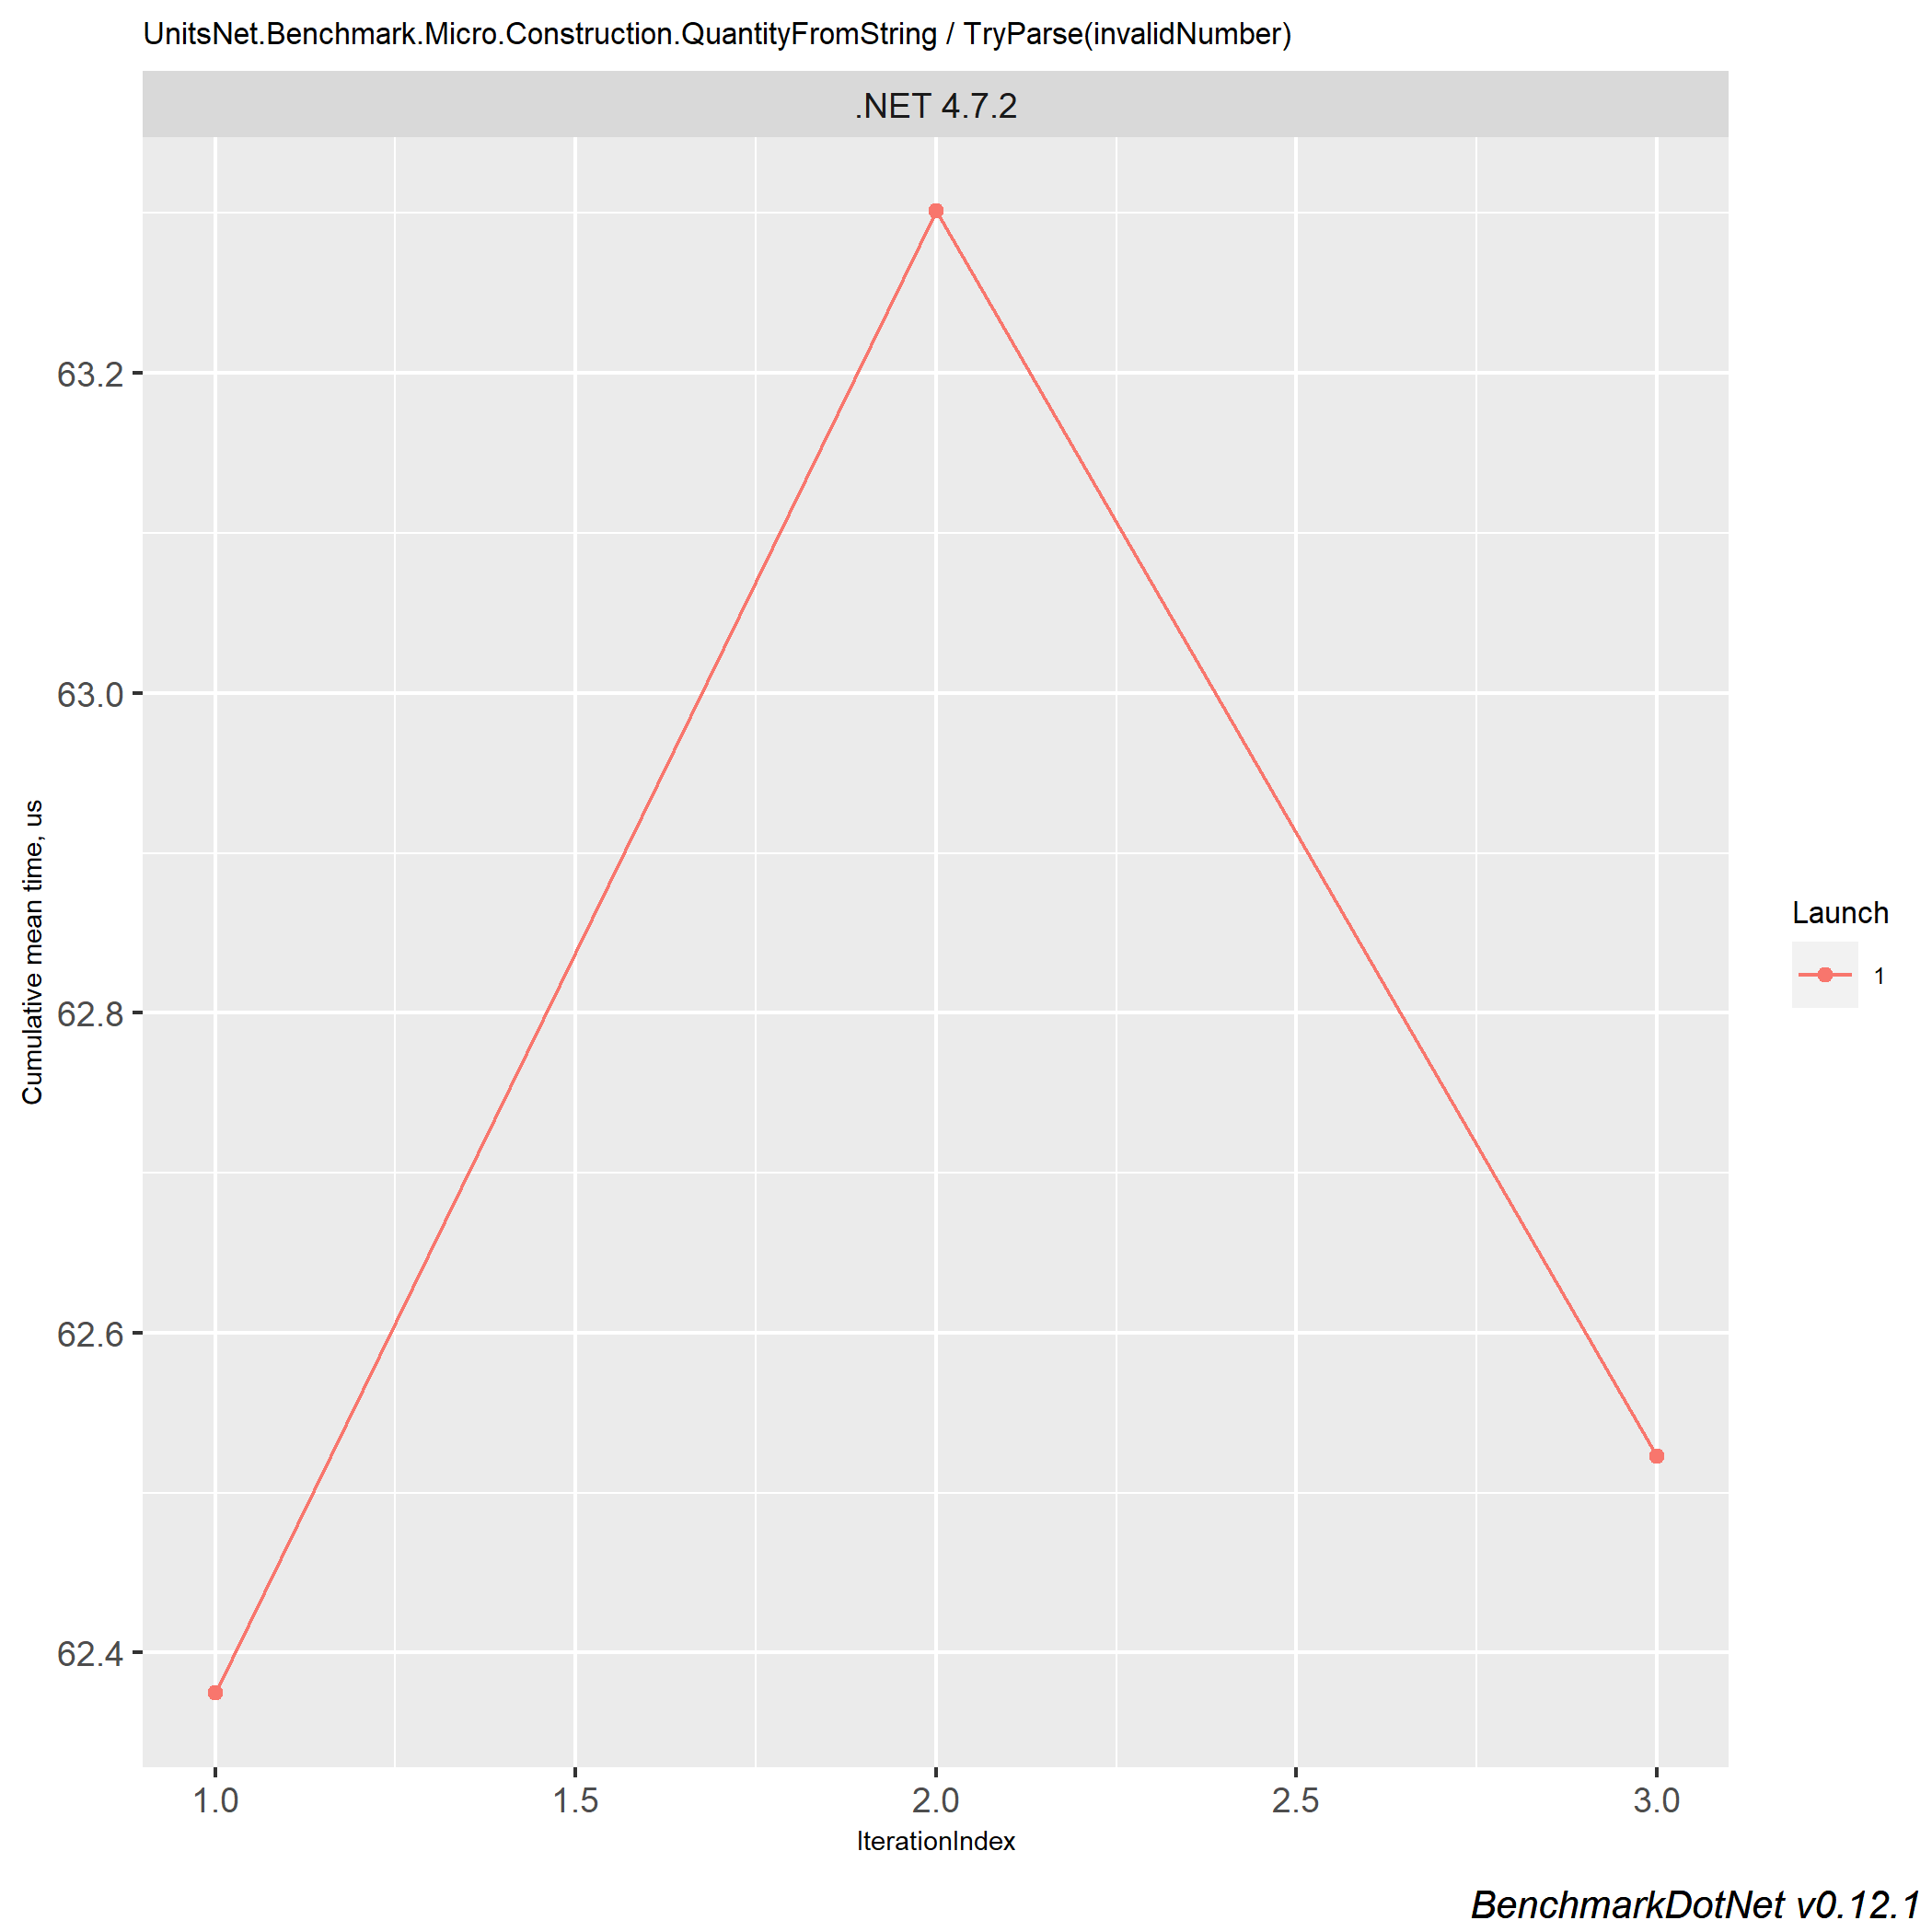 UnitsNet.Benchmark.Micro.Construction.QuantityFromString / TryParse(invalidNumber)
.NET 4.7.2
63.2
63.0
62.8
62.6
62.4
Cumulative mean time, us
1.0 1.5 2.0 2.5 3.0
IterationIndex
Launch
1
BenchmarkDotNet v0.12.1